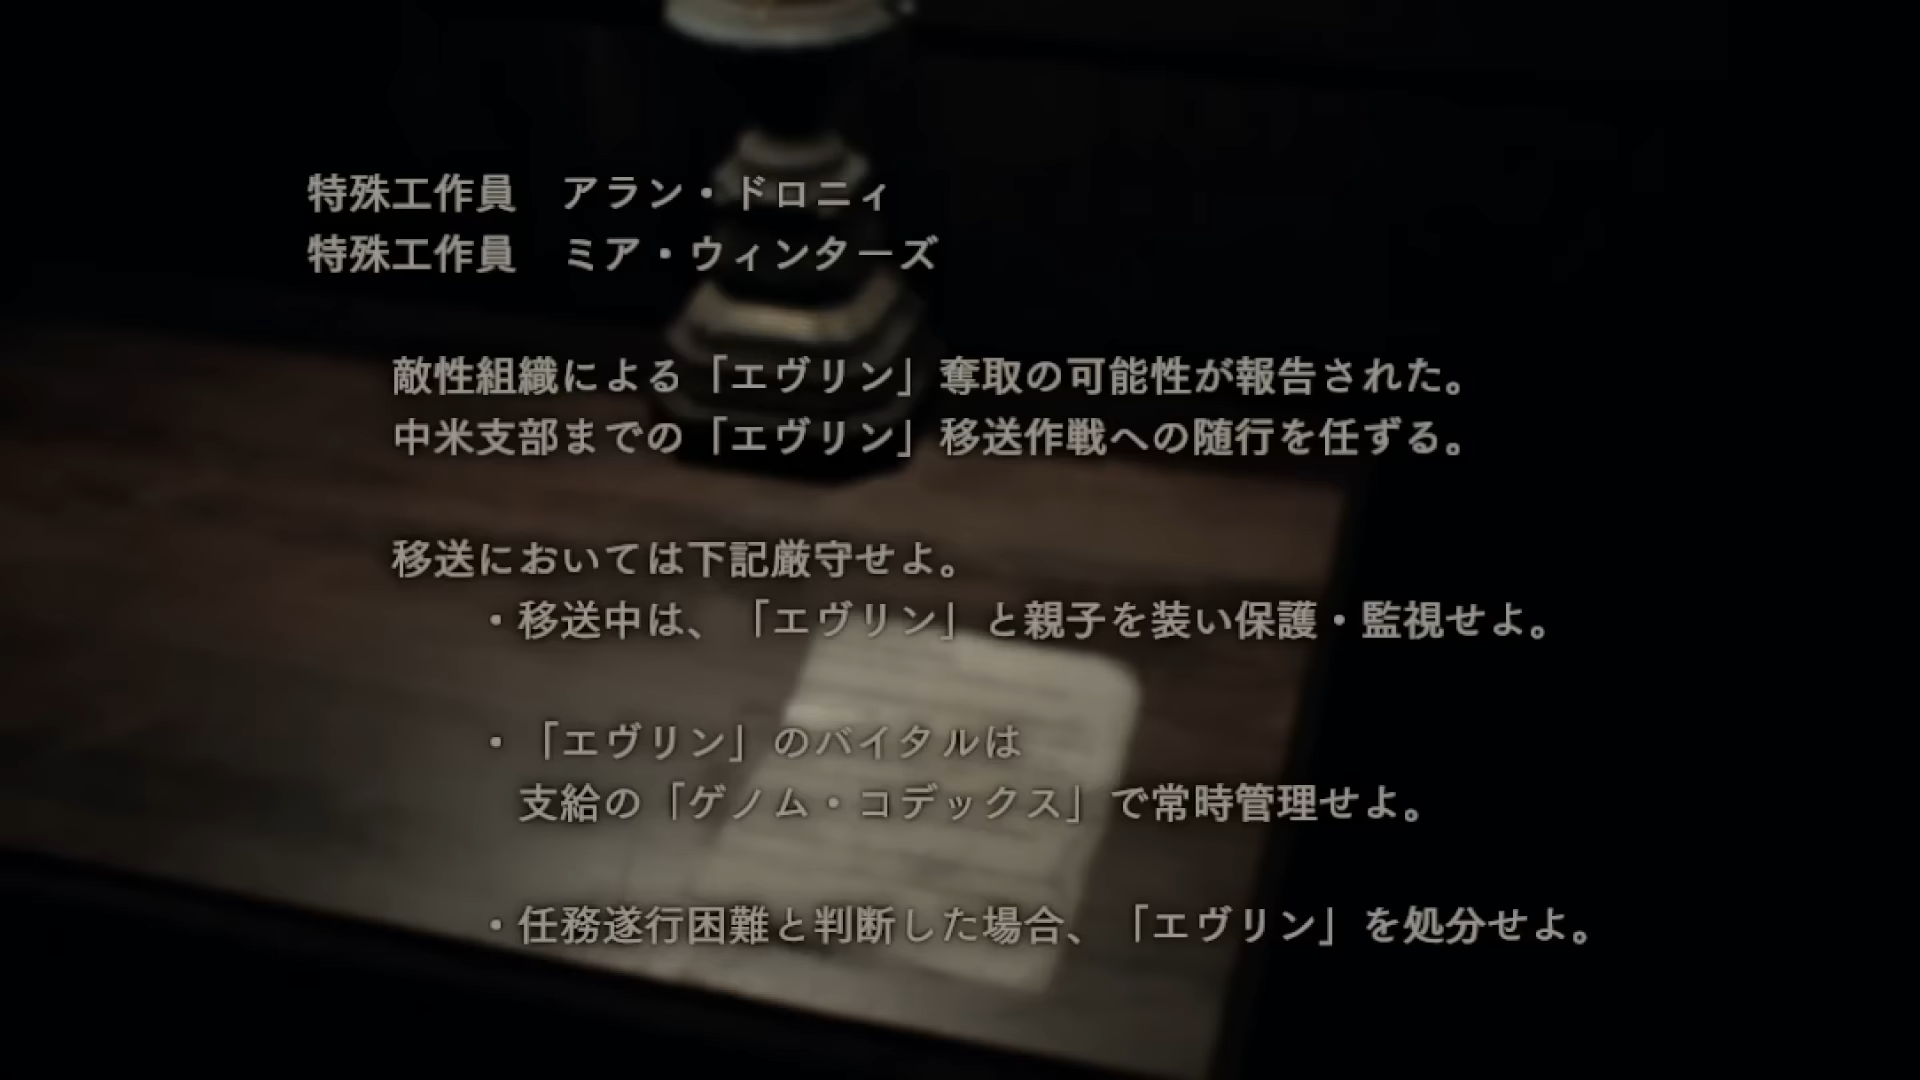 特殊工作員　アラン・ドロニィ
特殊工作員　ミア・ウィンターズ
敵性組織による「エヴリン」奪取の可能性が報告された。
中米支部までの「エヴリン」移送作戦への随行を任ずる。
移送においては下記厳守せよ。
・移送中は、「エヴリン」と親子を装い保護・監視せよ。
・「エヴリン」のバイタルは
支給の「ゲノム・コデックス」で常時管理せよ。
・任務遂行困難と判断した場合、「エヴリン」を処分せよ。